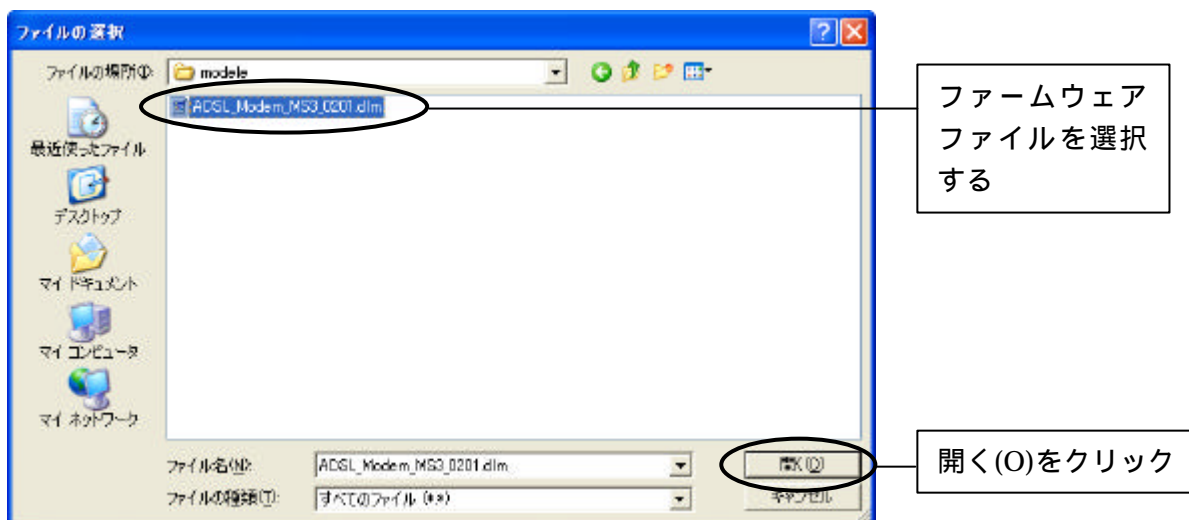 ファイルの選択
ファイルの場所(I):
modele
ADSL_Modem_MS3_0201.dlm
最近使ったファイル
デスクトップ
マイ ドキュメント
マイ コンピュータ
マイ ネットワーク
ファイル名(N):
ADSL_Modem_MS3_0201.dlm
開く(O)
ファイルの種類(T):
すべてのファイル (*.*)
キャンセル
ファームウェア
ファイルを選択
する
開く(O)をクリック